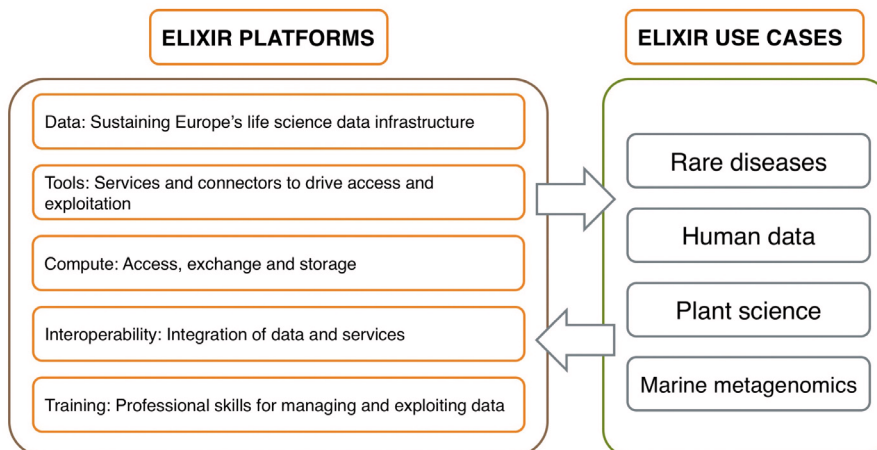 ELIXIR PLATFORMS
Data: Sustaining Europe’s life science data infrastructure
Tools: Services and connectors to drive access and
exploitation
Compute: Access, exchange and storage
Interoperability: Integration of data and services
Training: Professional skills for managing and exploiting data
ELIXIR USE CASES
Rare diseases
Human data
Plant science
Marine metagenomics